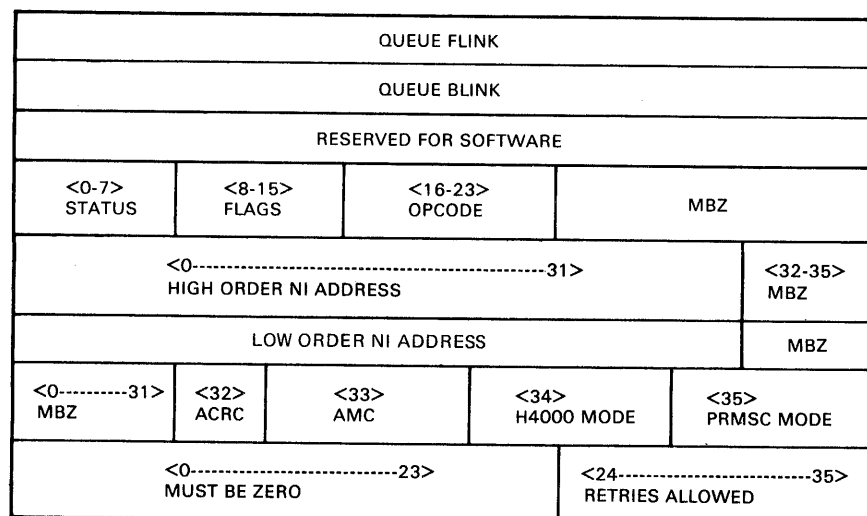 QUEUE FLINK
QUEUE BLINK
RESERVED FOR SOFTWARE
<0-7> <8-15> <16-23>
STATUS FLAGS OPCODE MBZ
<0---------------------------------------------------31> <32-35>
HIGH ORDER NI ADDRESS MBZ
LOW ORDER NI ADDRESS MBZ
<0----------31> <32> <33> <34> <35>
MBZ ACRC AMC H4000 MODE PRMSC MODE
<0-------------------------------23> <24---------------------------35>
MUST BE ZERO RETRIES ALLOWED